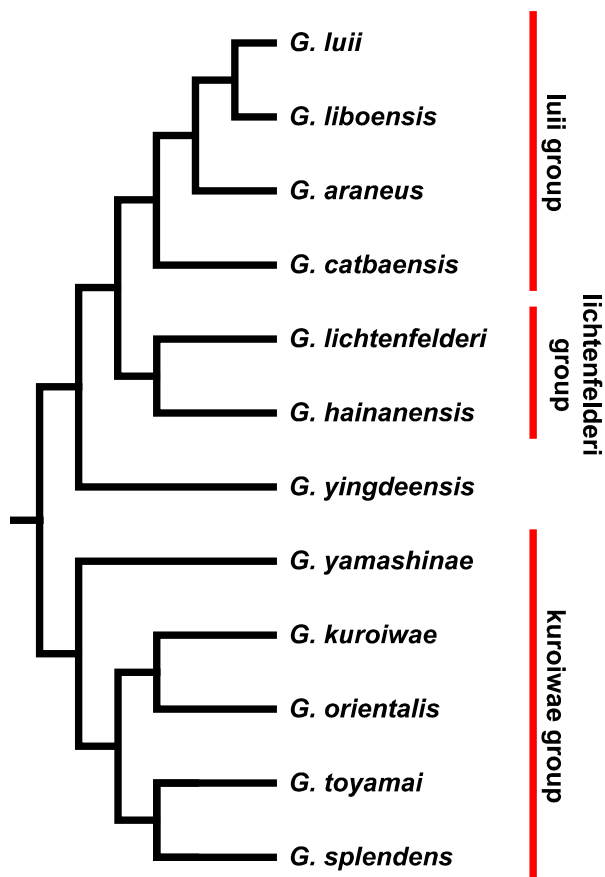 G. luii
G. liboensis
G. araneus
G. catbaensis
luii group
G. lichtenfelderi
G. hainanensis
lichtenfelderi
group
G. yingdeensis
G. yamashinae
G. kuroiwae
G. orientalis
G. toyamai
G. splendens
kuroiwae group